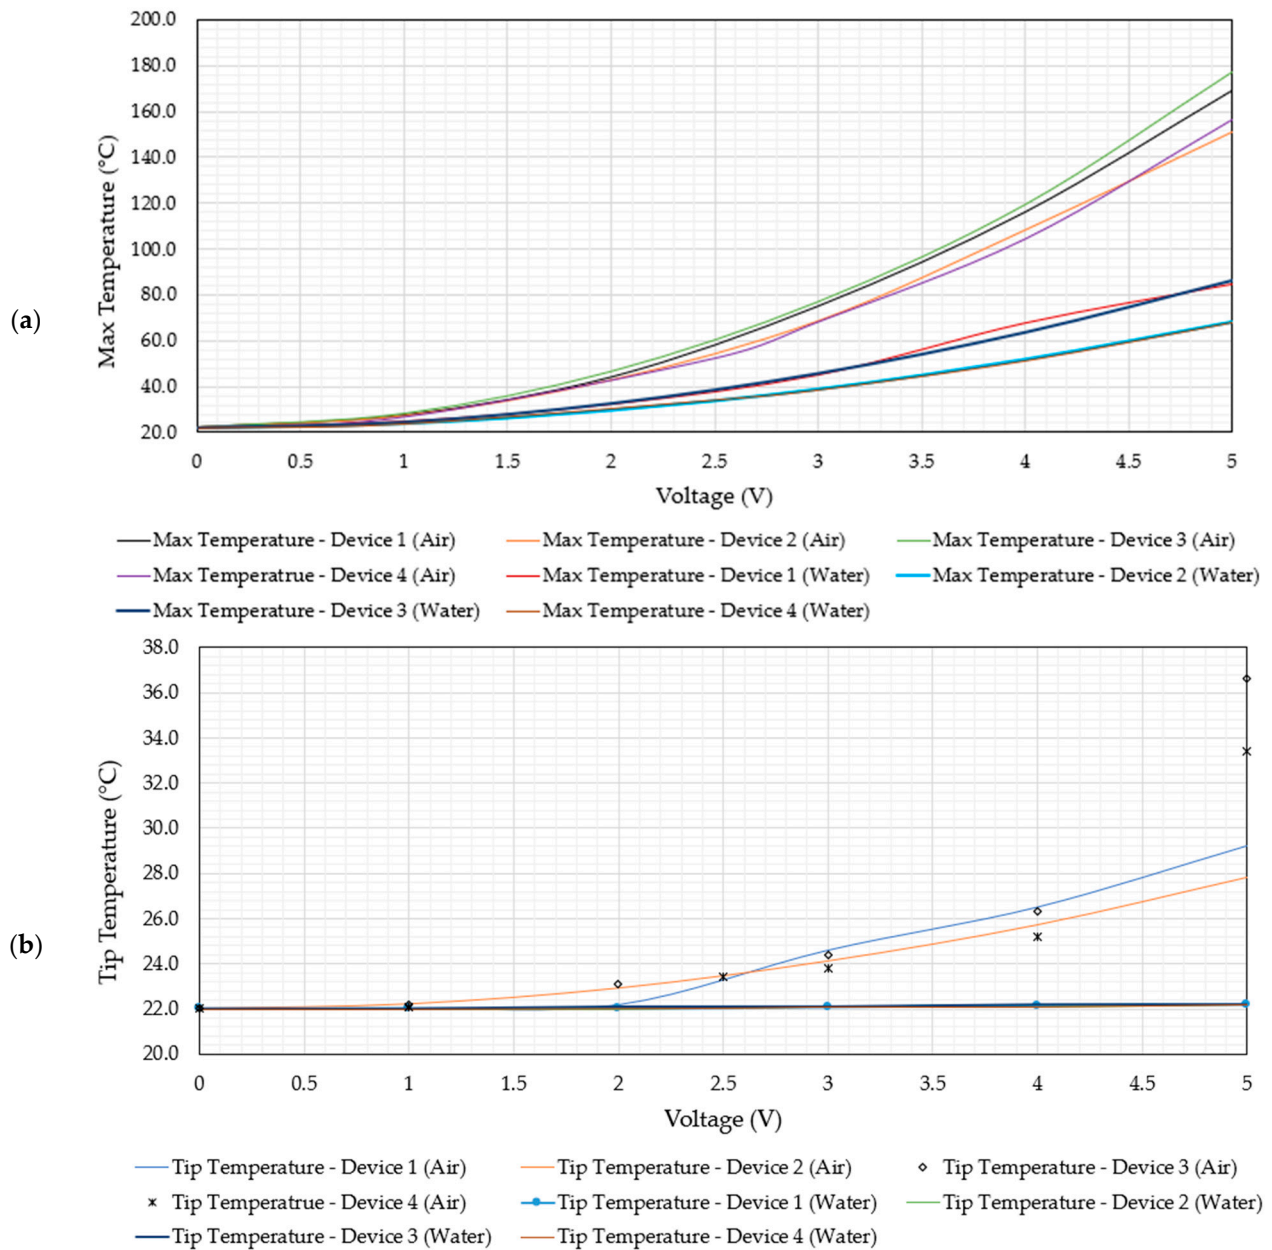 200.0
180.0
160.0
140.0
120.0
100.0
80.0
60.0
40.0
20.0
Max Temperature (°C)
(a)
0 0.5 1 1.5 2 2.5 3 3.5 4 4.5 5
Voltage (V)
Max Temperature - Device 1 (Air) Max Temperature - Device 2 (Air) Max Temperature - Device 3 (Air)
Max Temperatrue - Device 4 (Air) Max Temperature - Device 1 (Water) Max Temperature - Device 2 (Water)
Max Temperature - Device 3 (Water) Max Temperature - Device 4 (Water)
38.0
36.0
34.0
32.0
30.0
28.0
26.0
24.0
22.0
20.0
Tip Temperature (°C)
(b)
0 0.5 1 1.5 2 2.5 3 3.5 4 4.5 5
Voltage (V)
Tip Temperature - Device 1 (Air) Tip Temperature - Device 2 (Air) Tip Temperature - Device 3 (Air)
Tip Temperatrue - Device 4 (Air) Tip Temperature - Device 1 (Water) Tip Temperature - Device 2 (Water)
Tip Temperature - Device 3 (Water) Tip Temperature - Device 4 (Water)